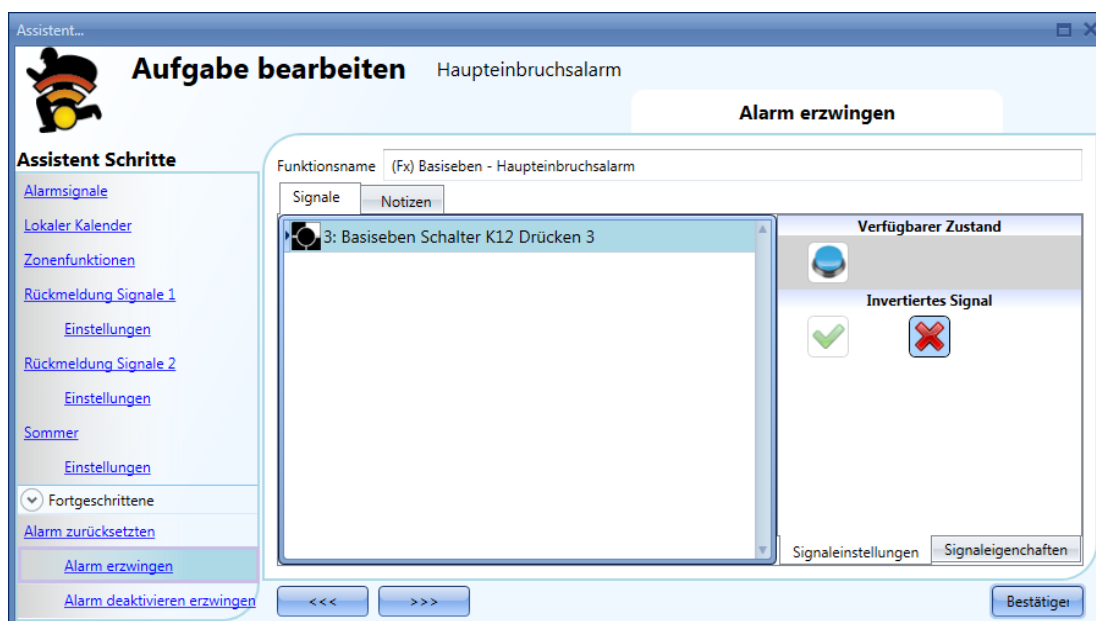 Assistent...
Aufgabe bearbeiten Haupteinbruchsalarm
Alarm erzwingen
Assistent Schritte
Alarmsignale
Lokaler Kalender
Zonenfunktionen
Rückmeldung Signale 1
Einstellungen
Rückmeldung Signale 2
Einstellungen
Sommer
Einstellungen
Fortgeschrittene
Alarm zurücksetzten
Alarm erzwingen
Alarm deaktivieren erzwingen
Funktionsname (Fx) Basiseben - Haupteinbruchsalarm
Signale Notizen
3: Basiseben Schalter K12 Drücken 3
Verfügbarer Zustand
Invertiertes Signal
Signaleinstellungen Signaleigenchaften
<<< >>> Bestätiger